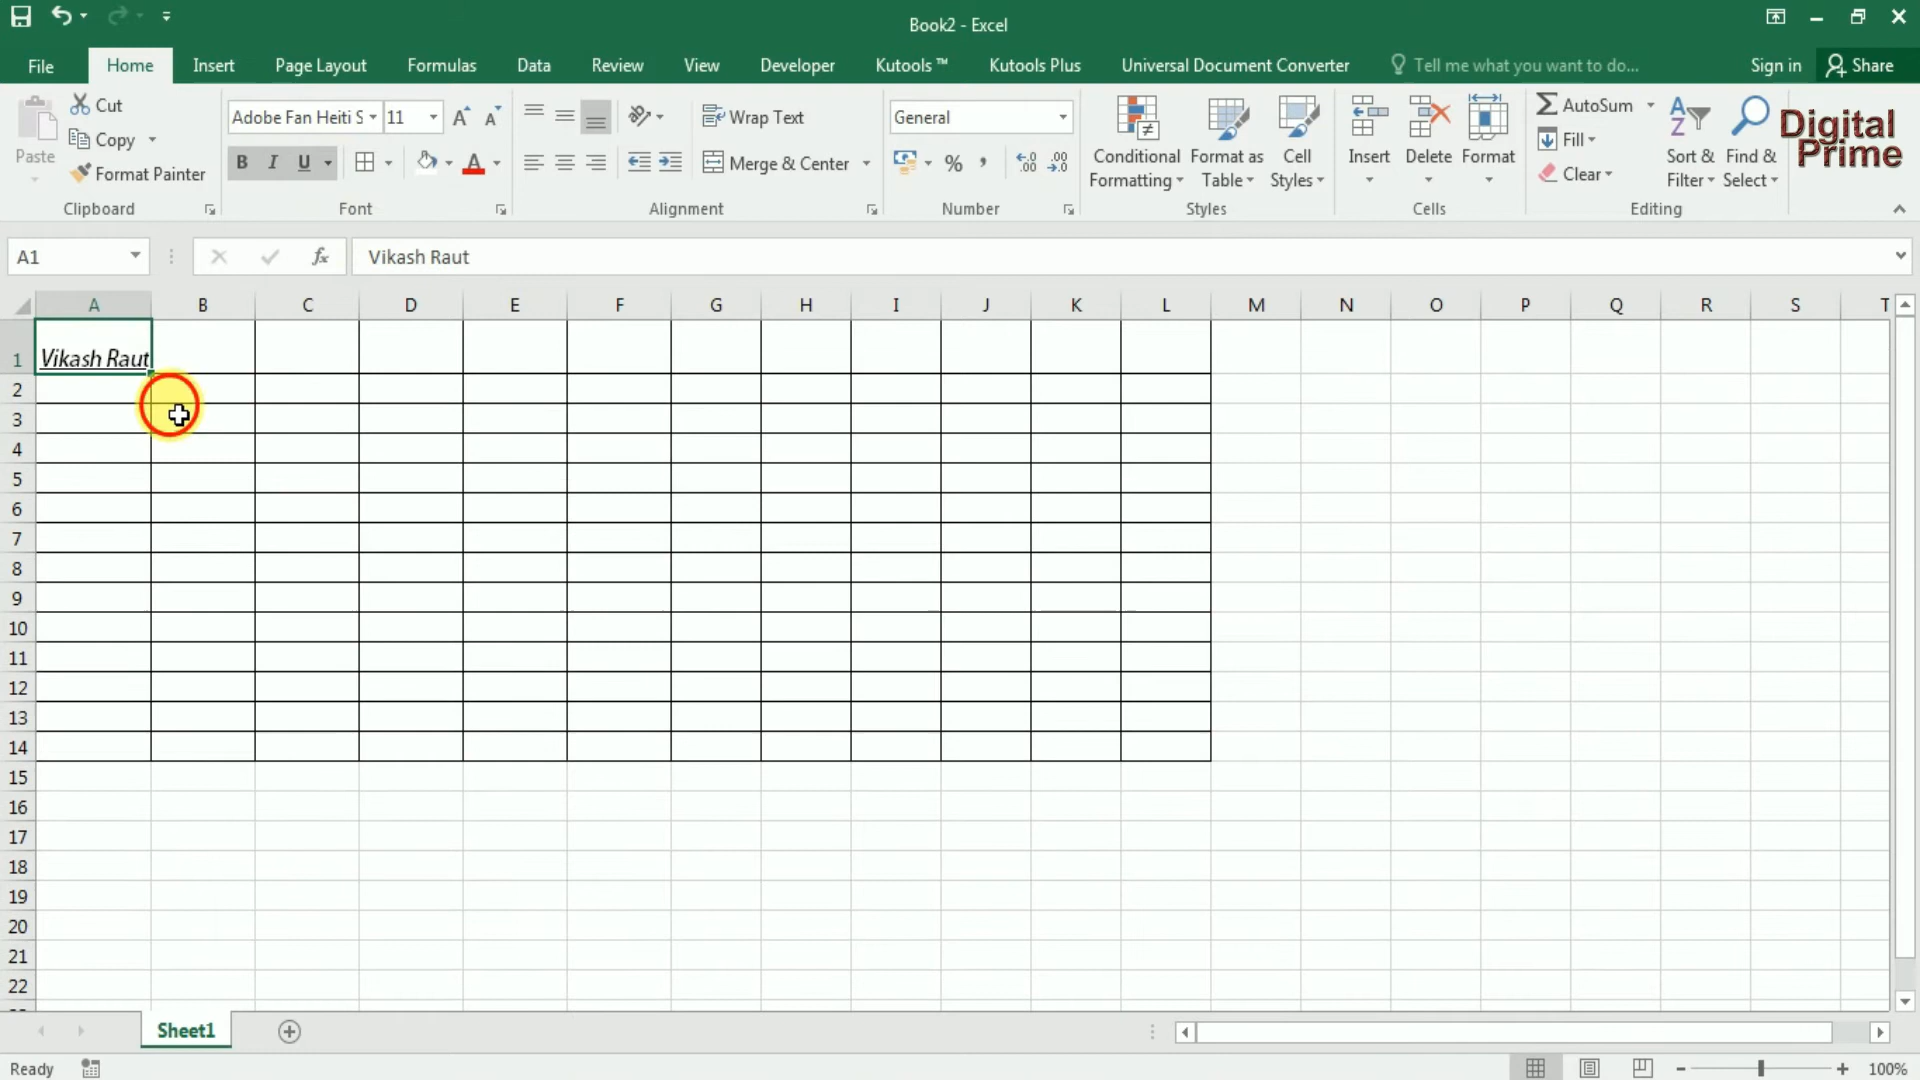 Book2 - Excel
File Home Insert Page Layout Formulas Data Review View Developer Kutools ™ Kutools Plus Universal Document Converter Tell me what you want to do... Sign in Share
Paste
Cut
Copy
Format Painter
Clipboard
Adobe Fan Heiti S 11 A A
B I U A
Font
Wrap Text
Merge & Center
Alignment
General
% , .00 .00
Number
Conditional Formatting
Format as Table
Cell Styles
Styles
Insert Delete Format
Cells
AutoSum
Fill
Clear
Sort & Filter
Find & Select
Editing
Digital
Prime
A1 fx Vikash Raut
A B C D E F G H I J K L M N O P Q R S T
1 Vikash Raut
2
3
4
5
6
7
8
9
10
11
12
13
14
15
16
17
18
19
20
21
22
Sheet1
Ready 100%